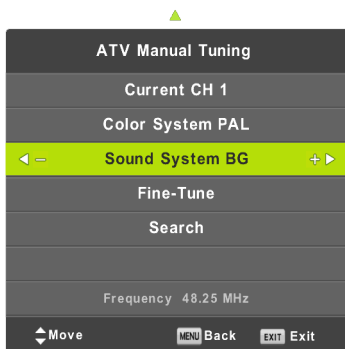 ATV Manual Tuning
Current CH 1
Color System PAL
Sound System BG
Fine-Tune
Search
Frequency 48.25 MHz
Move MENU Back EXIT Exit